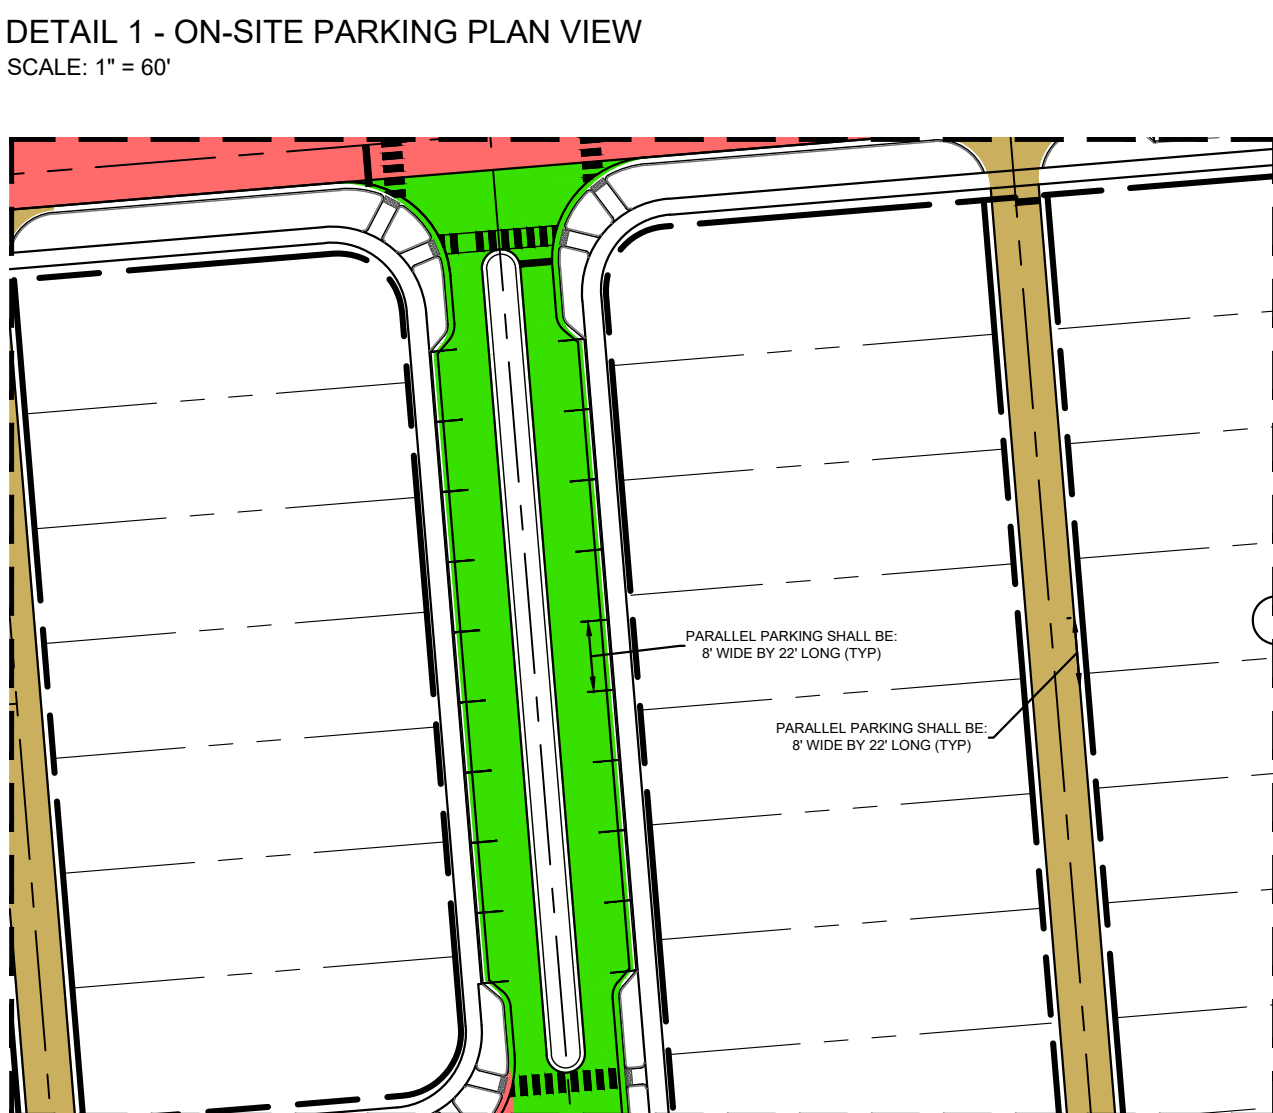 DETAIL 1 - ON-SITE PARKING PLAN VIEW
SCALE: 1" = 60'
PARALLEL PARKING SHALL BE:
8' WIDE BY 22' LONG (TYP)
PARALLEL PARKING SHALL BE:
8' WIDE BY 22' LONG (TYP)